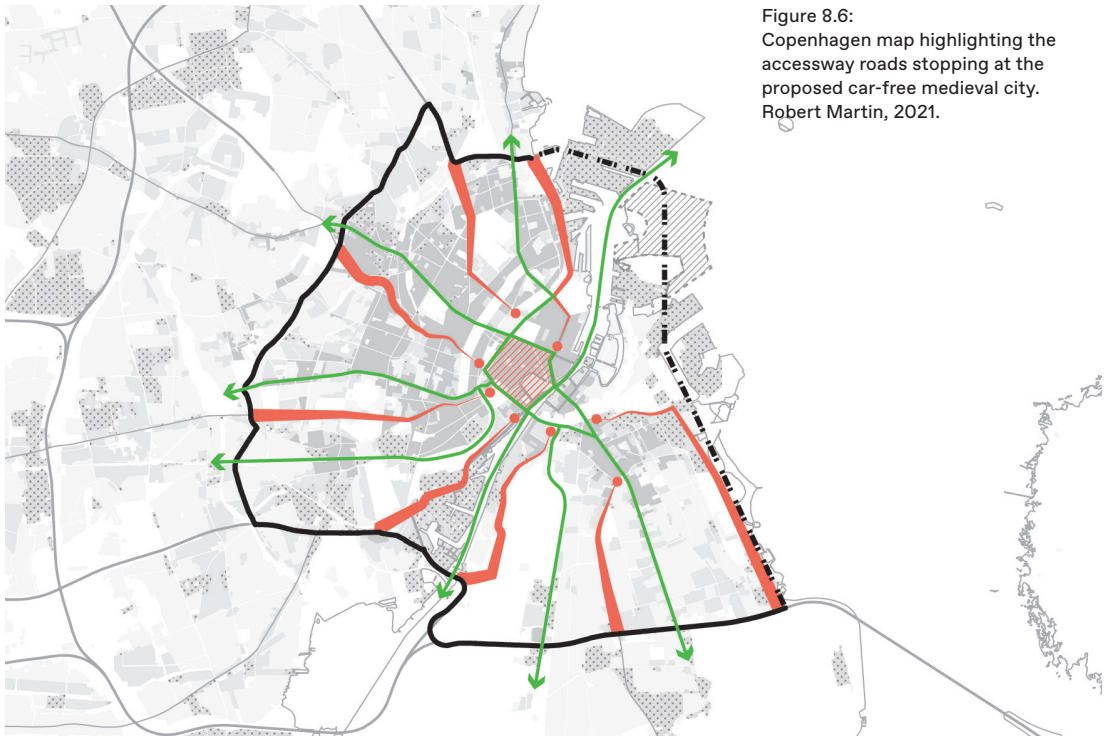 Figure 8.6:
Copenhagen map highlighting the
accessway roads stopping at the
proposed car-free medieval city.
Robert Martin, 2021.